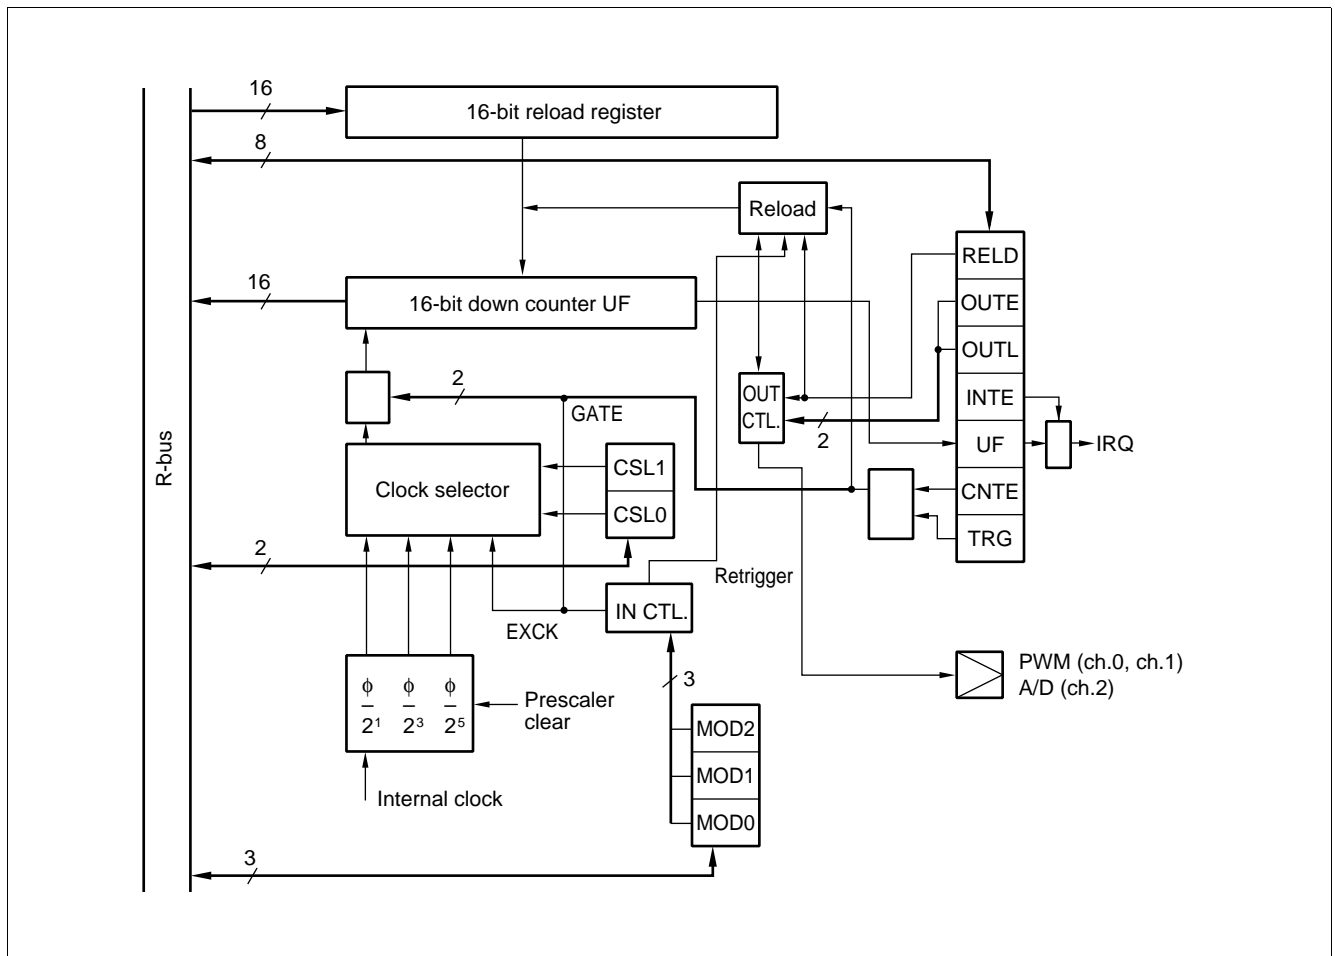 16
16-bit reload register
8
Reload
RELD
16
16-bit down counter UF
OUTE
OUTL
2
GATE
OUT
CTL.
2
INTE
IRQ
UF
R-bus
Clock selector
CSL1
CSL0
CNTE
TRG
2
Retrigger
IN CTL.
EXCK
PWM (ch.0, ch.1)
A/D (ch.2)
3
ϕ ϕ ϕ
2¹ 2³ 2⁵
Prescaler
clear
MOD2
MOD1
MOD0
Internal clock
3